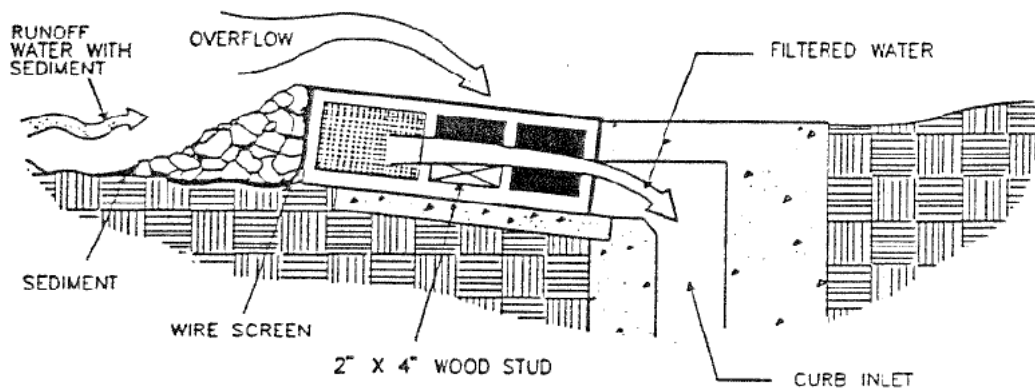 RUNOFF
WATER WITH
SEDIMENT
OVERFLOW
FILTERED WATER
SEDIMENT
WIRE SCREEN
2" X 4" WOOD STUD
CURB INLET